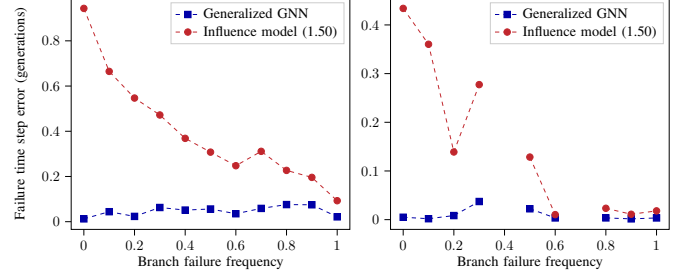 Failure time step error (generations)
0.8
0.6
0.4
0.2
0
Generalized GNN
Influence model (1.50)
0 0.2 0.4 0.6 0.8 1
Branch failure frequency
0.4
0.3
0.2
0.1
0
Generalized GNN
Influence model (1.50)
0 0.2 0.4 0.6 0.8 1
Branch failure frequency